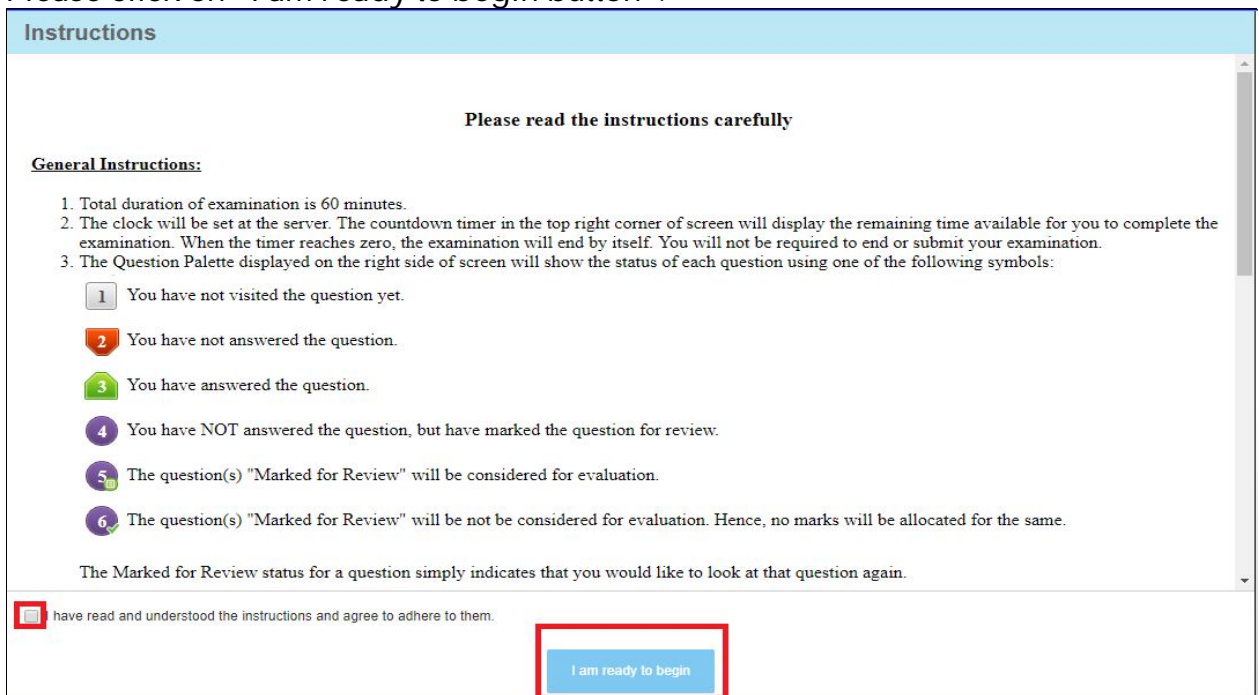 Please click on "I am ready to begin button".
Instructions
Please read the instructions carefully
General Instructions:
1. Total duration of examination is 60 minutes.
2. The clock will be set at the server. The countdown timer in the top right corner of screen will display the remaining time available for you to complete the
examination. When the timer reaches zero, the examination will end by itself. You will not be required to end or submit your examination.
3. The Question Palette displayed on the right side of screen will show the status of each question using one of the following symbols:
1 You have not visited the question yet.
2 You have not answered the question.
3 You have answered the question.
4 You have NOT answered the question, but have marked the question for review.
5 The question(s) "Marked for Review" will be considered for evaluation.
6 The question(s) "Marked for Review" will be not be considered for evaluation. Hence, no marks will be allocated for the same.
The Marked for Review status for a question simply indicates that you would like to look at that question again.
I have read and understood the instructions and agree to adhere to them.
I am ready to begin